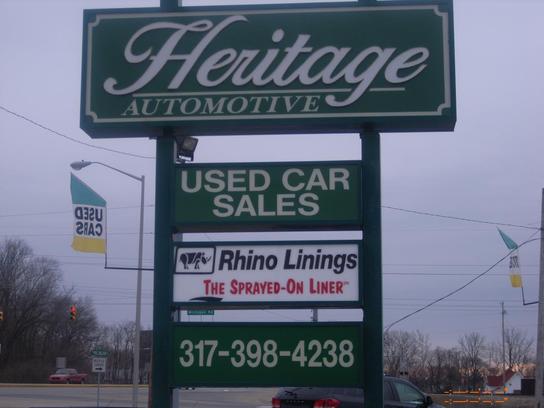 Heritage
AUTOMOTIVE
USED CAR
SALES
Rhino Linings
THE SPRAYED-ON LINER™
317-398-4238
USED
CARS